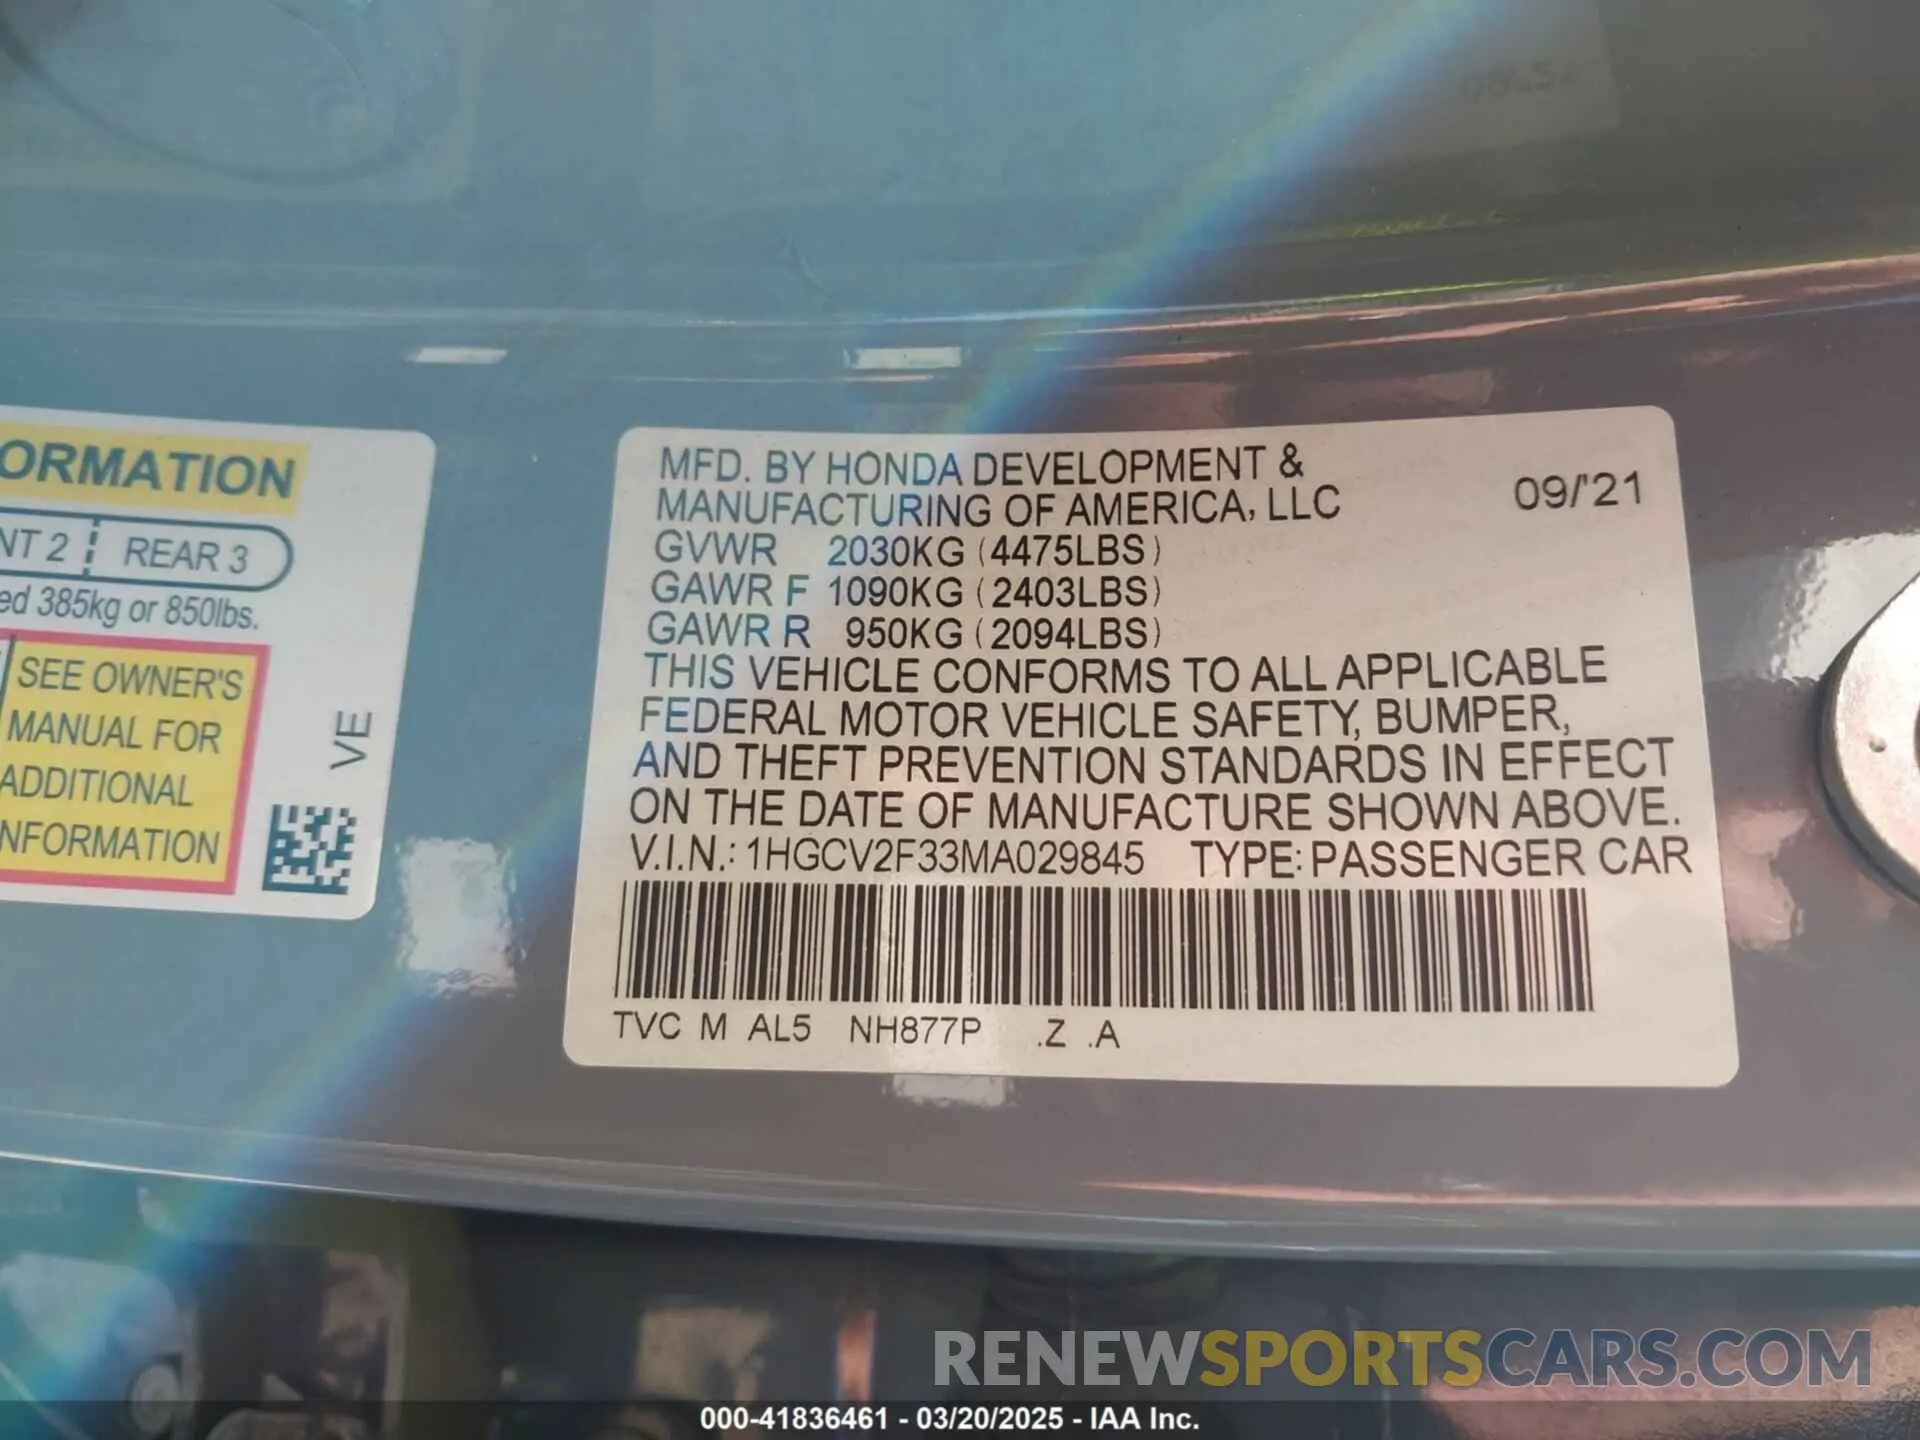 ORMATION
NT 2 REAR 3
ed 385kg or 850lbs.
SEE OWNER'S
MANUAL FOR
ADDITIONAL
NFORMATION
VE
MFD. BY HONDA DEVELOPMENT &
MANUFACTURING OF AMERICA, LLC 09/'21
GVWR 2030KG (4475LBS)
GAWR F 1090KG (2403LBS)
GAWR R 950KG (2094LBS)
THIS VEHICLE CONFORMS TO ALL APPLICABLE
FEDERAL MOTOR VEHICLE SAFETY, BUMPER,
AND THEFT PREVENTION STANDARDS IN EFFECT
ON THE DATE OF MANUFACTURE SHOWN ABOVE.
V.I.N.: 1HGCV2F33MA029845 TYPE: PASSENGER CAR
TVC M AL5 NH877P .Z .A
RENEWSPORTSCARS.COM
000-41836461 - 03/20/2025 - IAA Inc.